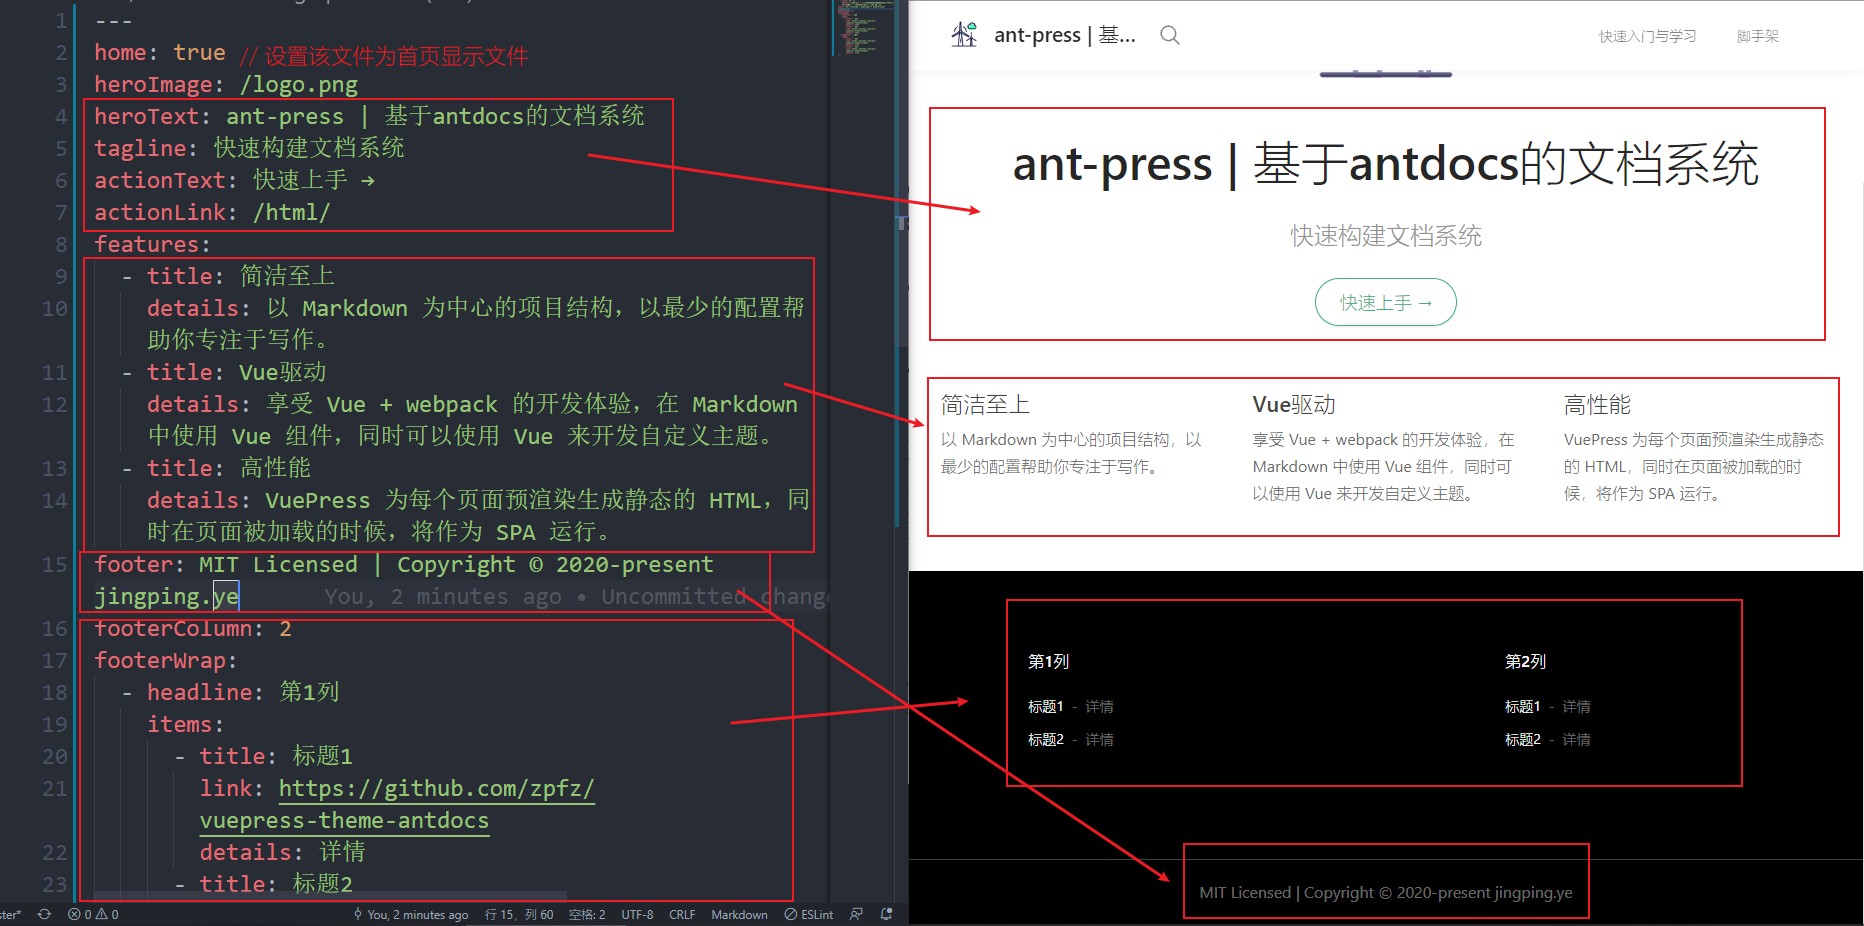 1 ---
2 home: true // 设置该文件为首页显示文件
3 heroImage: /logo.png
4 heroText: ant-press | 基于antdocs的文档系统
5 tagline: 快速构建文档系统
6 actionText: 快速上手 →
7 actionLink: /html/
8 features:
9 - title: 简洁至上
10 details: 以 Markdown 为中心的项目结构，以最少的配置帮
助你专注于写作。
11 - title: Vue驱动
12 details: 享受 Vue + webpack 的开发体验，在 Markdown
中使用 Vue 组件，同时可以使用 Vue 来开发自定义主题。
13 - title: 高性能
14 details: VuePress 为每个页面预渲染生成静态的 HTML，同
时在页面被加载的时候，将作为 SPA 运行。
15 footer: MIT Licensed | Copyright © 2020-present
jingping.ye You, 2 minutes ago • Uncommitted chang
16 footerColumn: 2
17 footerWrap:
18 - headline: 第1列
19 items:
20 - title: 标题1
21 link: https://github.com/zpfz/
vuepress-theme-antdocs
22 details: 详情
23 - title: 标题2
ster* 0 0 You, 2 minutes ago 行 15，列 60 空格: 2 UTF-8 CRLF Markdown ESLint
ant-press | 基... 快速入门与学习 脚手架
ant-press | 基于antdocs的文档系统
快速构建文档系统
快速上手 →
简洁至上
以 Markdown 为中心的项目结构，以
最少的配置帮助你专注于写作。
Vue驱动
享受 Vue + webpack 的开发体验，在
Markdown 中使用 Vue 组件，同时可
以使用 Vue 来开发自定义主题。
高性能
VuePress 为每个页面预渲染生成静态
的 HTML，同时在页面被加载的时
候，将作为 SPA 运行。
第1列
标题1 - 详情
标题2 - 详情
第2列
标题1 - 详情
标题2 - 详情
MIT Licensed | Copyright © 2020-present jingping.ye